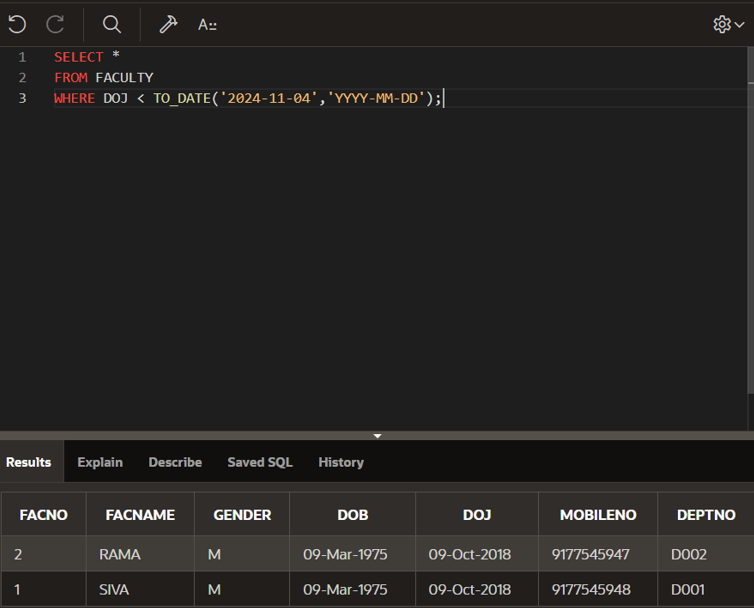 A::
1 SELECT *
2 FROM FACULTY
3 WHERE DOJ < TO_DATE('2024-11-04','YYYY-MM-DD');
Results Explain Describe Saved SQL History
FACNO FACNAME GENDER DOB DOJ MOBILENO DEPTNO
2 RAMA M 09-Mar-1975 09-Oct-2018 9177545947 D002
1 SIVA M 09-Mar-1975 09-Oct-2018 9177545948 D001